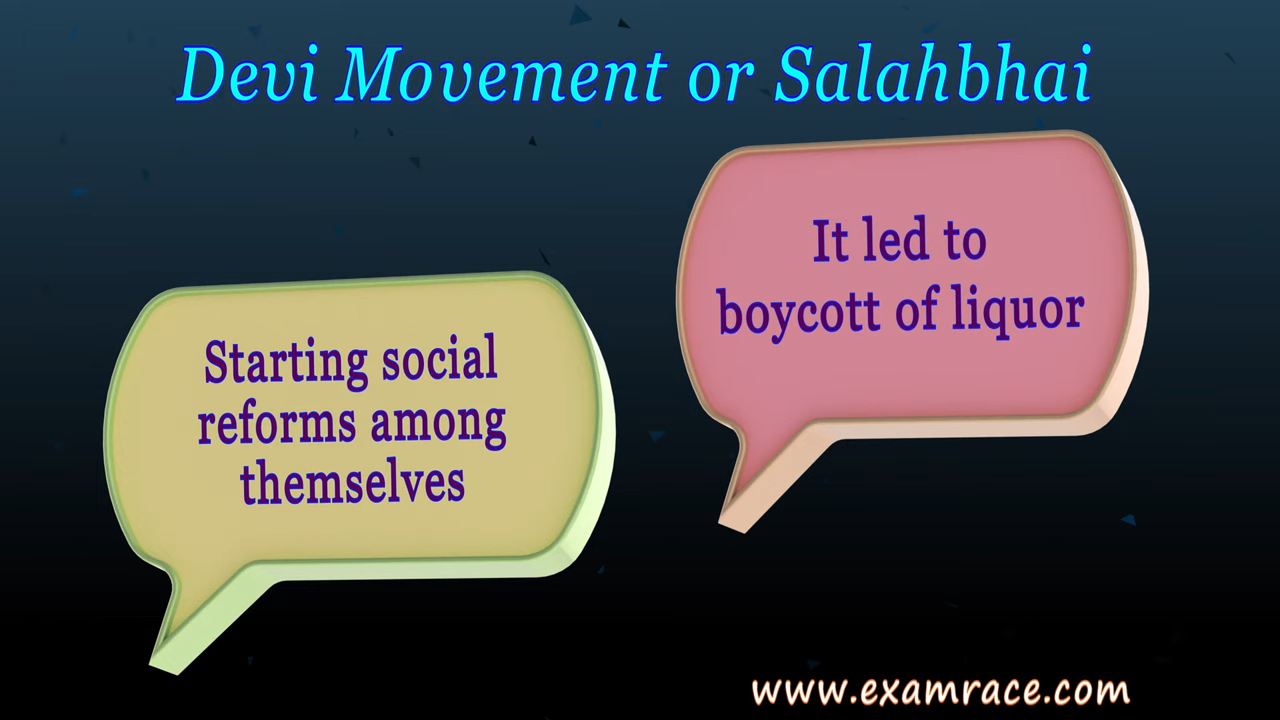 Devi Movement or Salahbhai
Starting social
reforms among
themselves
It led to
boycott of liquor
www.examrace.com